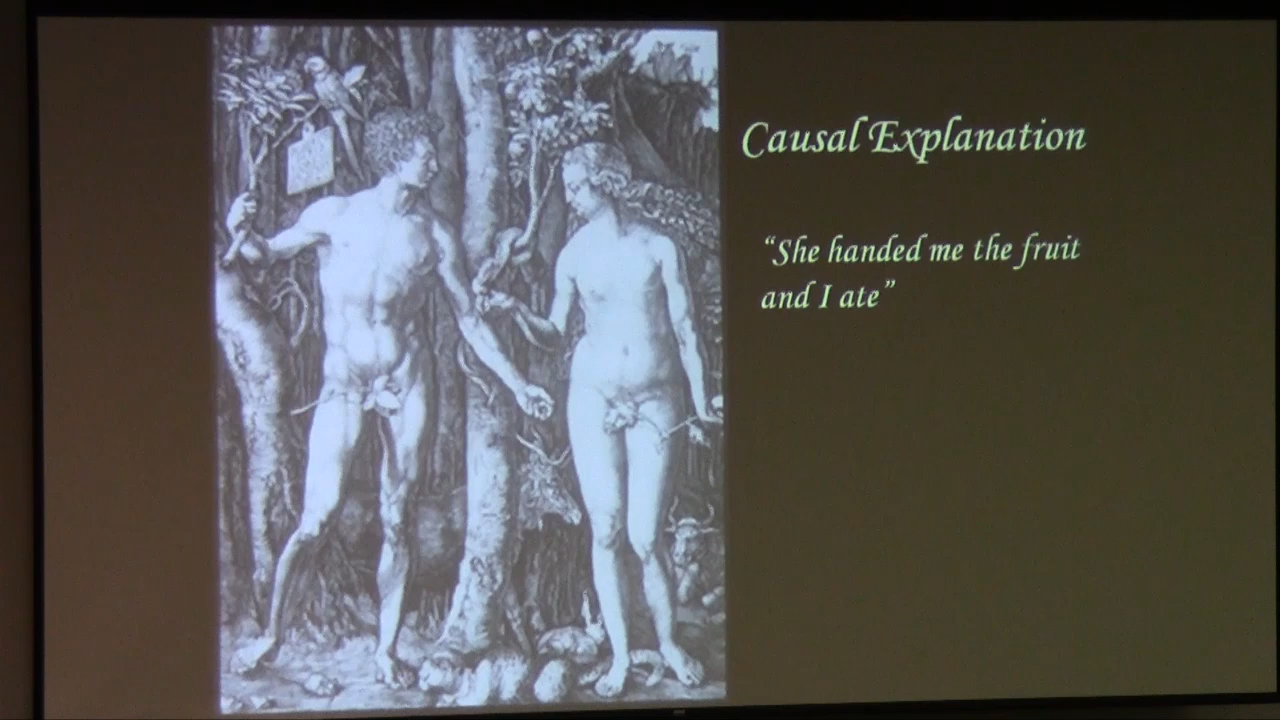 Causal Explanation
“She handed me the fruit
and I ate”